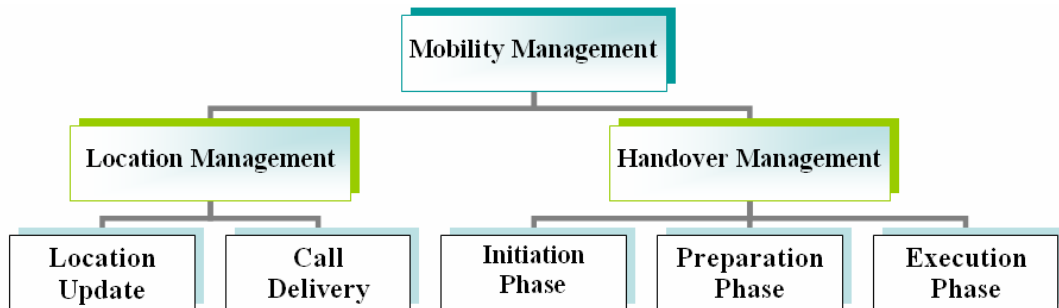 Mobility Management
Location Management
Handover Management
Location
Update
Call
Delivery
Initiation
Phase
Preparation
Phase
Execution
Phase